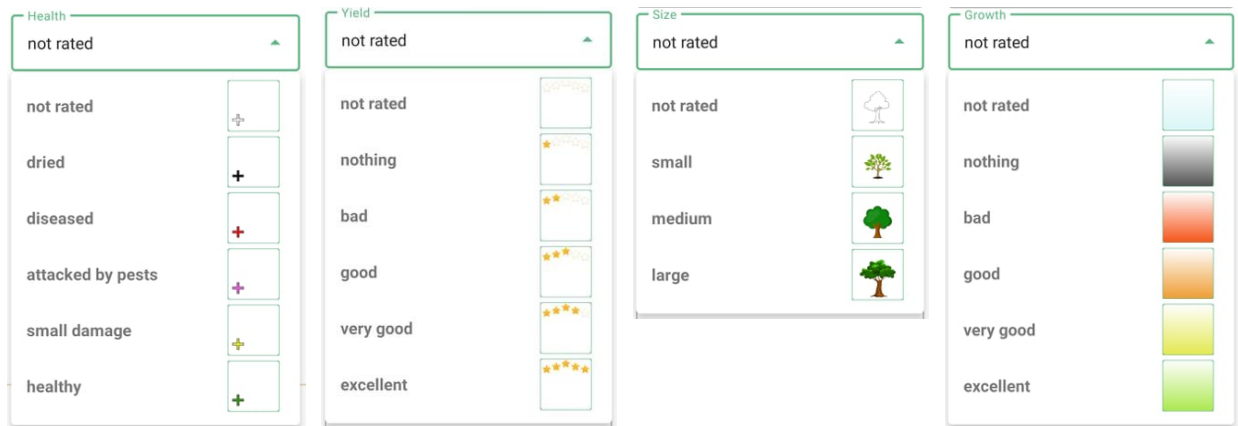 Health
not rated
not rated
dried
diseased
attacked by pests
small damage
healthy
Yield
not rated
not rated
nothing
bad
good
very good
excellent
Size
not rated
not rated
small
medium
large
Growth
not rated
not rated
nothing
bad
good
very good
excellent